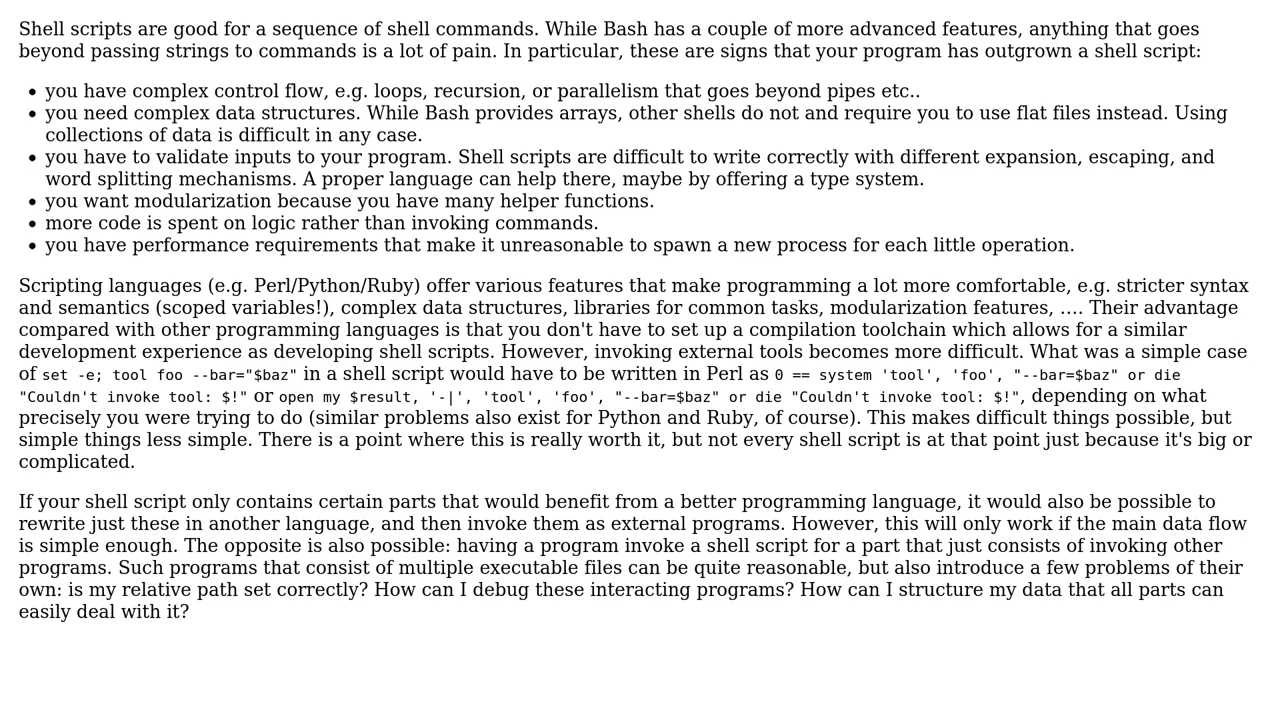 Shell scripts are good for a sequence of shell commands. While Bash has a couple of more advanced features, anything that goes
beyond passing strings to commands is a lot of pain. In particular, these are signs that your program has outgrown a shell script:
• you have complex control flow, e.g. loops, recursion, or parallelism that goes beyond pipes etc..
• you need complex data structures. While Bash provides arrays, other shells do not and require you to use flat files instead. Using
collections of data is difficult in any case.
• you have to validate inputs to your program. Shell scripts are difficult to write correctly with different expansion, escaping, and
word splitting mechanisms. A proper language can help there, maybe by offering a type system.
• you want modularization because you have many helper functions.
• more code is spent on logic rather than invoking commands.
• you have performance requirements that make it unreasonable to spawn a new process for each little operation.
Scripting languages (e.g. Perl/Python/Ruby) offer various features that make programming a lot more comfortable, e.g. stricter syntax
and semantics (scoped variables!), complex data structures, libraries for common tasks, modularization features, …. Their advantage
compared with other programming languages is that you don't have to set up a compilation toolchain which allows for a similar
development experience as developing shell scripts. However, invoking external tools becomes more difficult. What was a simple case
of set -e; tool foo --bar="$baz" in a shell script would have to be written in Perl as 0 == system 'tool', 'foo', "--bar=$baz" or die
"Couldn't invoke tool: $!" or open my $result, '-|', 'tool', 'foo', "--bar=$baz" or die "Couldn't invoke tool: $!", depending on what
precisely you were trying to do (similar problems also exist for Python and Ruby, of course). This makes difficult things possible, but
simple things less simple. There is a point where this is really worth it, but not every shell script is at that point just because it's big or
complicated.
If your shell script only contains certain parts that would benefit from a better programming language, it would also be possible to
rewrite just these in another language, and then invoke them as external programs. However, this will only work if the main data flow
is simple enough. The opposite is also possible: having a program invoke a shell script for a part that just consists of invoking other
programs. Such programs that consist of multiple executable files can be quite reasonable, but also introduce a few problems of their
own: is my relative path set correctly? How can I debug these interacting programs? How can I structure my data that all parts can
easily deal with it?